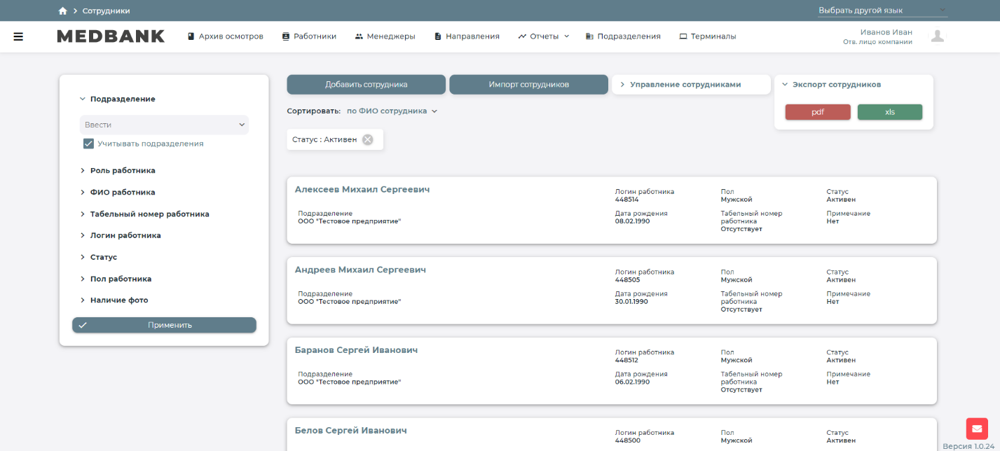 Сотрудники
Выбрать другой язык
MEDBANK
Архив осмотров
Работники
Менеджеры
Направления
Отчеты
Подразделения
Терминалы
Иванов Иван
Отв. лицо компании
Подразделение
Ввести
Учитывать подразделения
Роль работника
ФИО работника
Табельный номер работника
Логин работника
Статус
Пол работника
Наличие фото
Применить
Добавить сотрудника
Импорт сотрудников
Управление сотрудниками
Экспорт сотрудников
pdf
xls
Сортировать: по ФИО сотрудника
Статус : Активен
Алексеев Михаил Сергеевич
Подразделение
ООО "Тестовое предприятие"
Логин работника
448514
Дата рождения
08.02.1990
Пол
Мужской
Табельный номер
работника
Отсутствует
Статус
Активен
Примечание
Нет
Андреев Михаил Сергеевич
Подразделение
ООО "Тестовое предприятие"
Логин работника
448505
Дата рождения
30.01.1990
Пол
Мужской
Табельный номер
работника
Отсутствует
Статус
Активен
Примечание
Нет
Баранов Сергей Иванович
Подразделение
ООО "Тестовое предприятие"
Логин работника
448512
Дата рождения
06.02.1990
Пол
Мужской
Табельный номер
работника
Отсутствует
Статус
Активен
Примечание
Нет
Белов Сергей Иванович
Логин работника
448500
Пол
Мужской
Статус
Активен
Версия 1.0.24